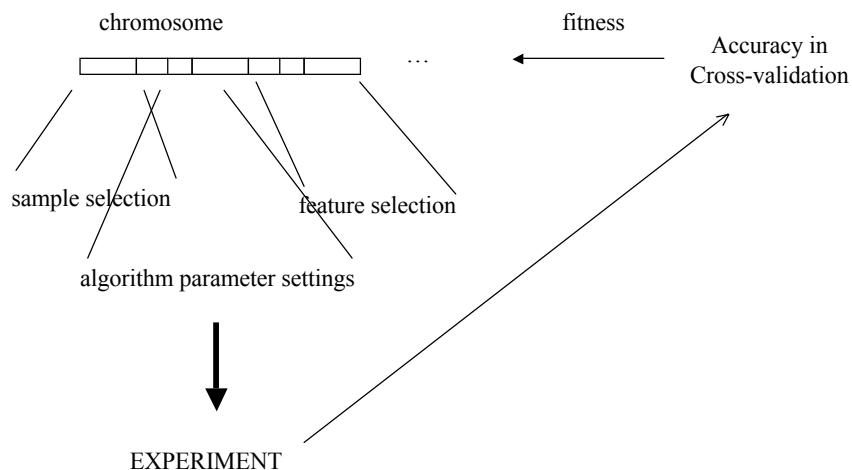 chromosome
fitness
...
Accuracy in
Cross-validation
sample selection
feature selection
algorithm parameter settings
EXPERIMENT